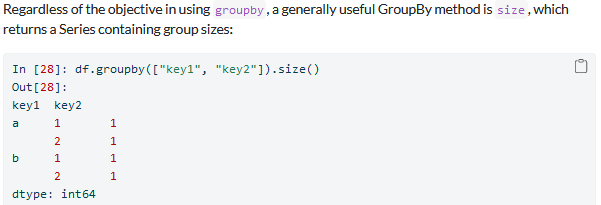 Regardless of the objective in using groupby, a generally useful GroupBy method is size, which
returns a Series containing group sizes:
In [28]: df.groupby(["key1", "key2"]).size()
Out[28]:
key1  key2
a     1       1
      2       1
b     1       1
      2       1
dtype: int64